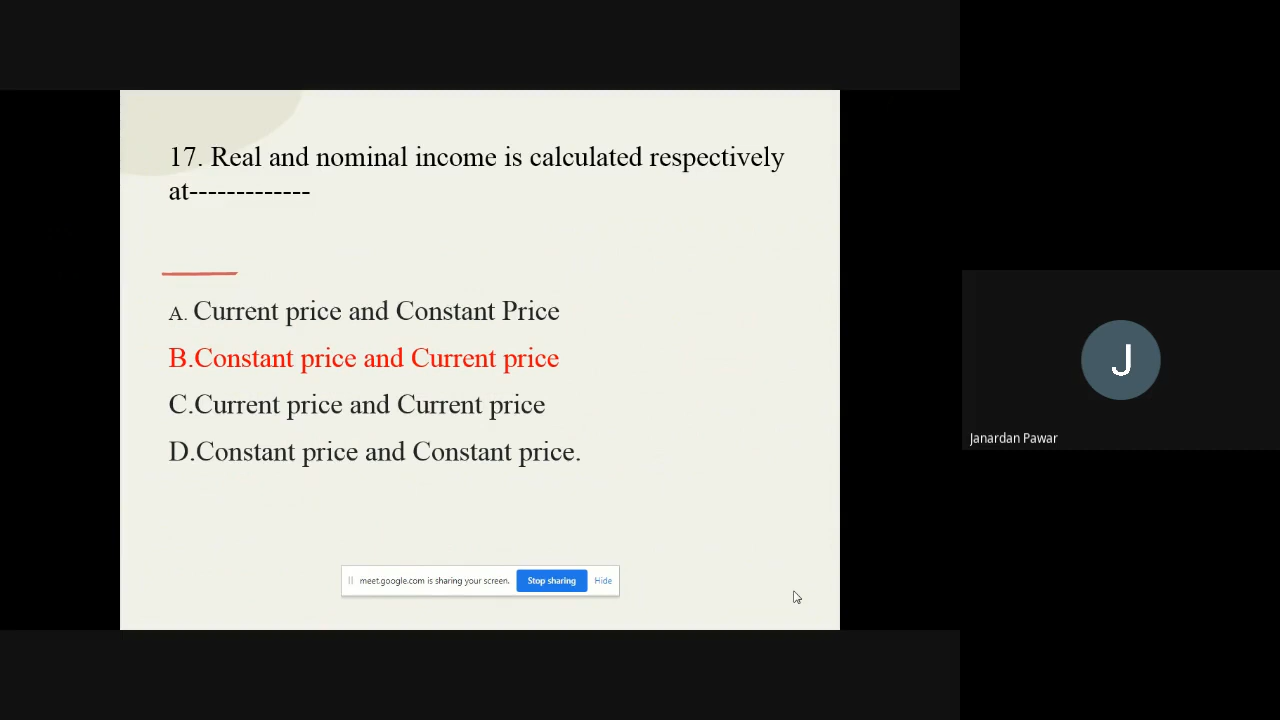 17. Real and nominal income is calculated respectively
at-------------
A. Current price and Constant Price
B.Constant price and Current price
C.Current price and Current price
D.Constant price and Constant price.
meet.google.com is sharing your screen. Stop sharing Hide
J
Janardan Pawar